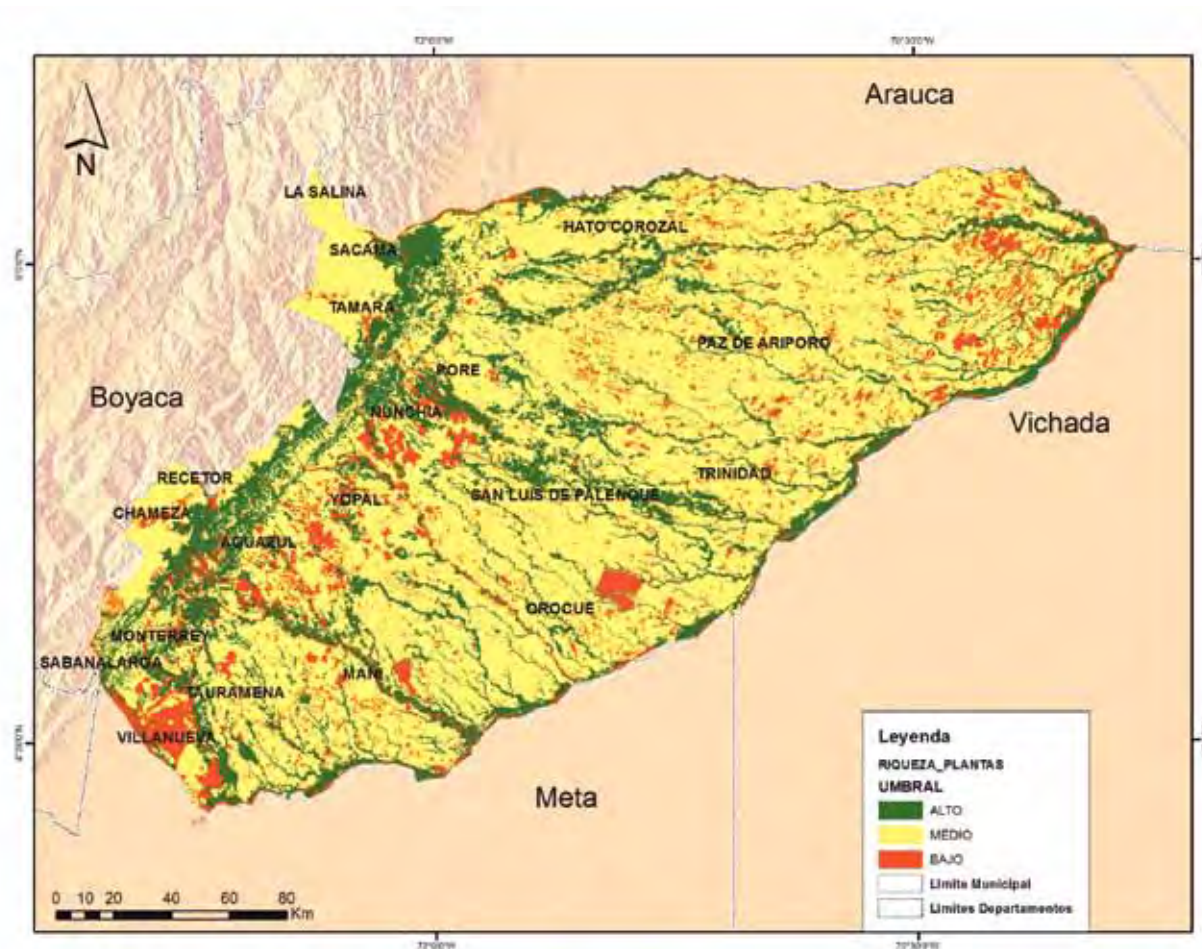 Arauca
N
LA SALINA
HATO COROZAL
SACAMA
TAMARA
PAZ DE ARIPORO
PORE
Boyaca
NUNCHIA
Vichada
RECETOR
TRINIDAD
YOPAL
SAN LUIS DE PALENQUE
CHAMEZA
AGUAZUL
OROCUE
MONTERREY
SABANALARGA
MANI
TAURAMENA
VILLANUEVA
Meta
Leyenda
RIQUEZA_PLANTAS
UMBRAL
ALTO
MEDIO
BAJO
Limite Municipal
Limites Departamentos
0 10 20 40 60 80
Km